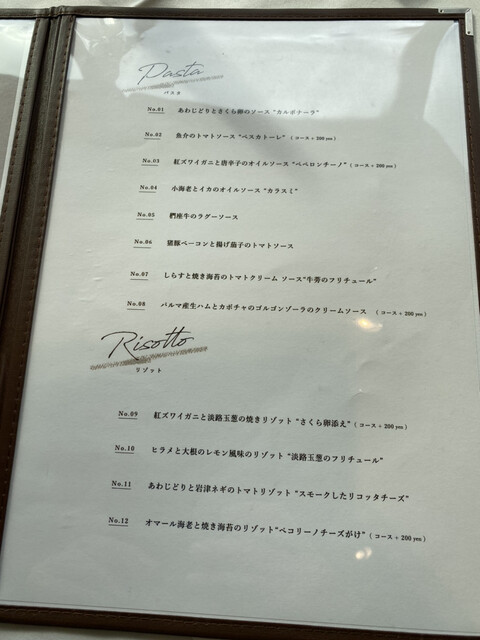 Pasta
パスタ
No.01 あわじどりとさくら卵のソース “カルボナーラ”
No.02 魚介のトマトソース “ペスカトーレ” (コース + 200 yen)
No.03 紅ズワイガニと唐辛子のオイルソース “ペペロンチーノ” (コース + 200 yen)
No.04 小海老とイカのオイルソース “カラスミ”
No.05 椚座牛のラグーソース
No.06 猪豚ベーコンと揚げ茄子のトマトソース
No.07 しらすと焼き海苔のトマトクリーム ソース“牛蒡のフリチュール”
No.08 パルマ産生ハムとカボチャのゴルゴンゾーラのクリームソース (コース + 200 yen)
Risotto
リゾット
No.09 紅ズワイガニと淡路玉葱の焼きリゾット “さくら卵添え” (コース + 200 yen)
No.10 ヒラメと大根のレモン風味のリゾット “淡路玉葱のフリチュール”
No.11 あわじどりと岩津ネギのトマトリゾット “スモークしたリコッタチーズ”
No.12 オマール海老と焼き海苔のリゾット“ペコリーノチーズがけ” (コース + 200 yen)